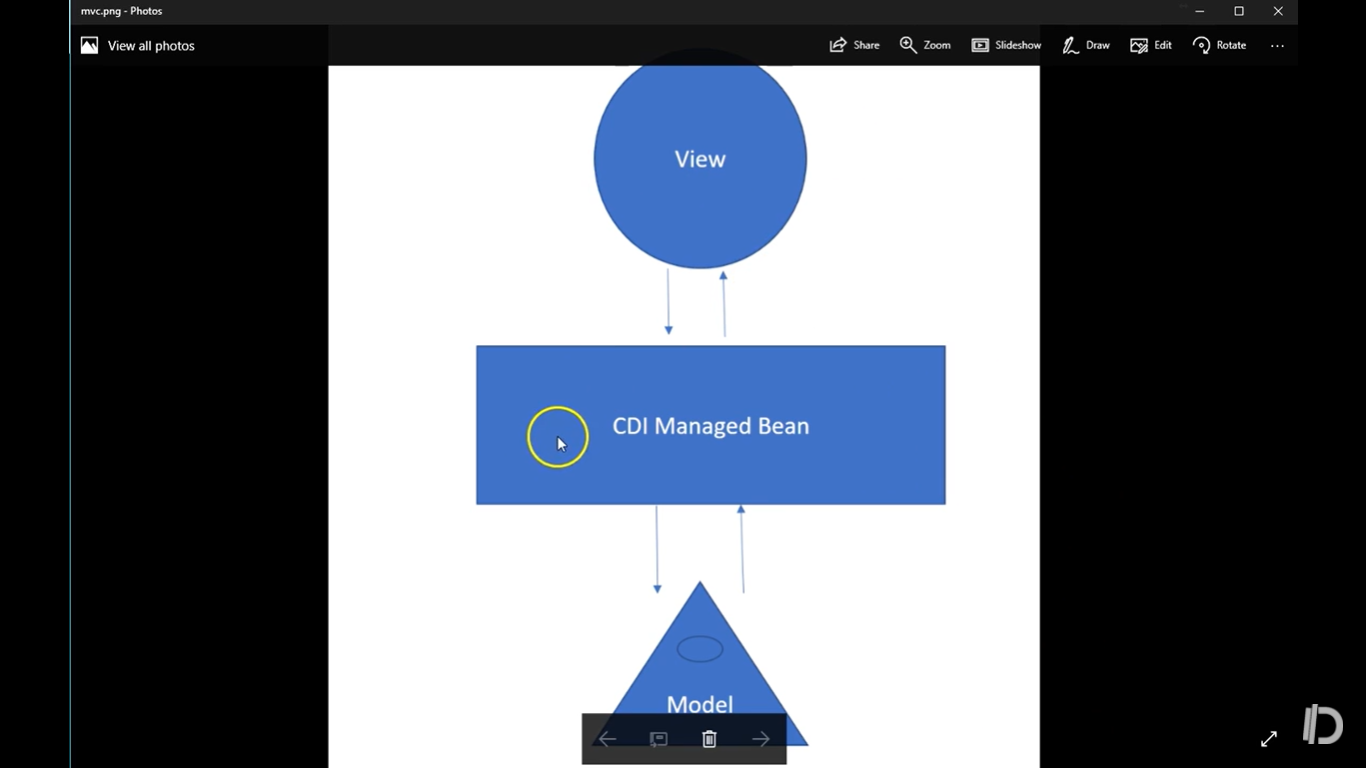 mvc.png - Photos
View all photos
Share
Zoom
Slideshow
Draw
Edit
Rotate
View
CDI Managed Bean
Model